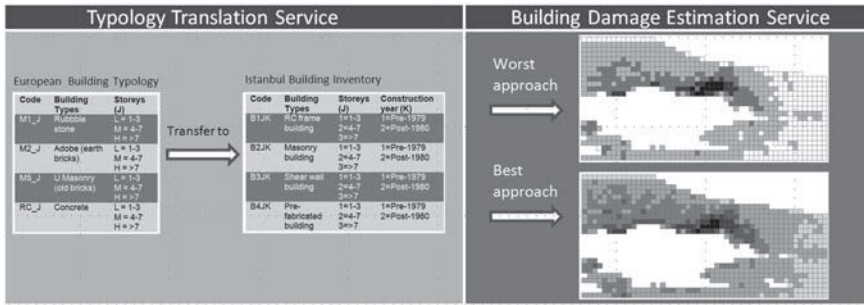 Typology Translation Service
Building Damage Estimation Service
European Building Typology
Code Building Types Storeys (J)
M1_J Rubbble stone L = 1-3 M = 4-7 H = >7
M2_J Adobe (earth bricks) L = 1-3 M = 4-7 H = >7
M5_J U Masonry (old bricks) L = 1-3 M = 4-7 H = >7
RC_J Concrete L = 1-3 M = 4-7 H = >7
Transfer to
Istanbul Building Inventory
Code Building Types Storeys (J) Construction year (K)
B1JK RC frame building 1=1-3 2=4-7 3=>7 1=Pre-1979 2=Post-1980
B2JK Masonry building 1=1-3 2=4-7 3=>7 1=Pre-1979 2=Post-1980
B3JK Shear wall building 1=1-3 2=4-7 3=>7 1=Pre-1979 2=Post-1980
B4JK Pre-fabricated building 1=1-3 2=4-7 3=>7 1=Pre-1979 2=Post-1980
Worst
approach
Best
approach